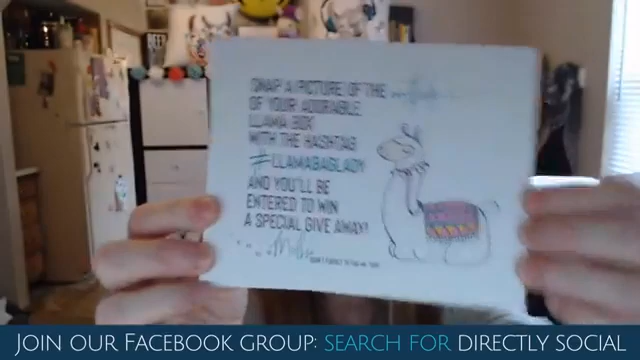 SNAP A PICTURE OF THE
OF YOUR ADORABLE
LLAMA BOX
WITH THE HASHTAG
#LLAMABAGLADY
AND YOU'LL BE
ENTERED TO WIN
A SPECIAL GIVE AWAY!
JOIN OUR FACEBOOK GROUP: SEARCH FOR DIRECTLY SOCIAL